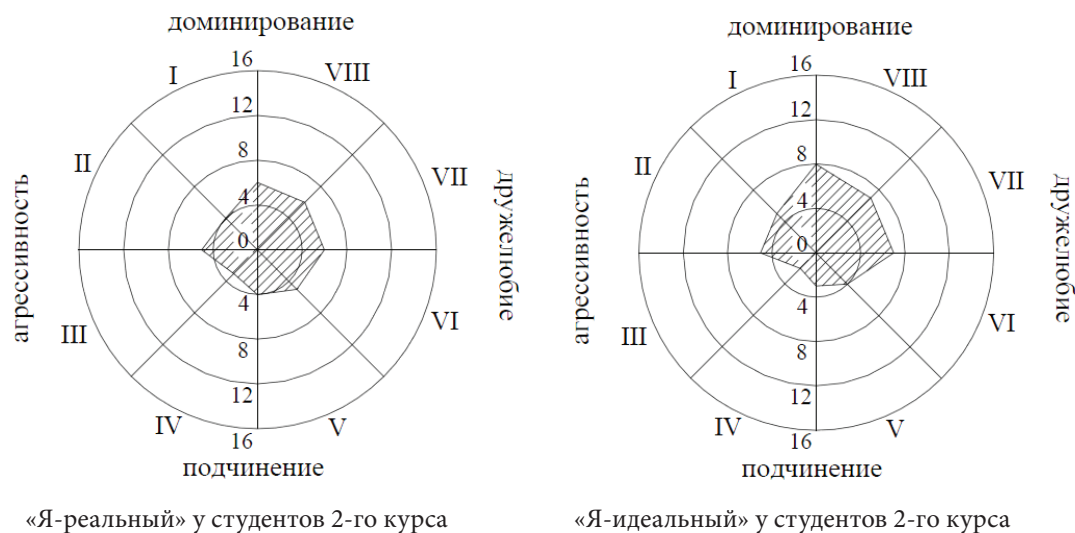 доминирование
16
I
VIII
12
II
8
VII
4
агрессивность
0
дружелюбие
4
III
VI
8
12
IV
V
16
подчинение
«Я-реальный» у студентов 2-го курса
доминирование
16
I
VIII
12
II
8
VII
4
агрессивность
0
дружелюбие
4
III
VI
8
12
IV
V
16
подчинение
«Я-идеальный» у студентов 2-го курса